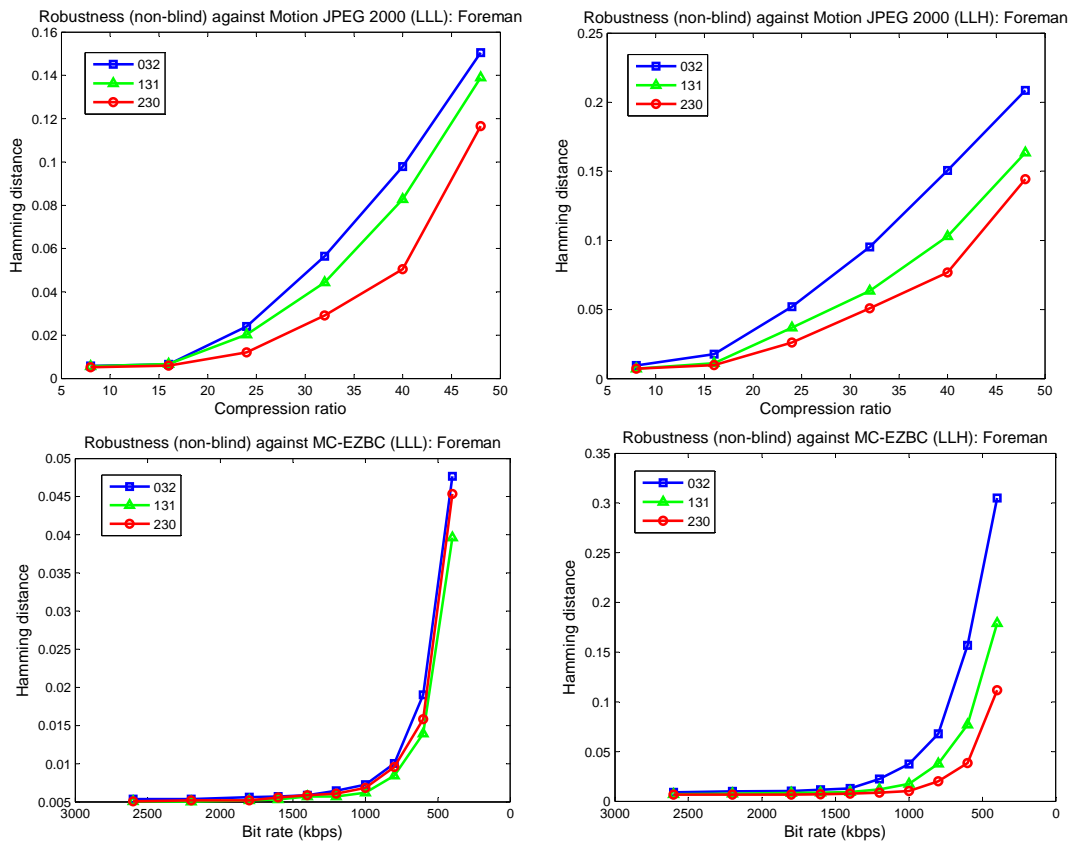 Robustness (non-blind) against Motion JPEG 2000 (LLL): Foreman
0.16
0.14
0.12
0.1
0.08
0.06
0.04
0.02
0
Hamming distance
032
131
230
5 10 15 20 25 30 35 40 45 50
Compression ratio
Robustness (non-blind) against Motion JPEG 2000 (LLH): Foreman
0.25
0.2
0.15
0.1
0.05
0
Hamming distance
032
131
230
5 10 15 20 25 30 35 40 45 50
Compression ratio
Robustness (non-blind) against MC-EZBC (LLL): Foreman
0.05
0.045
0.04
0.035
0.03
0.025
0.02
0.015
0.01
0.005
Hamming distance
032
131
230
3000 2500 2000 1500 1000 500 0
Bit rate (kbps)
Robustness (non-blind) against MC-EZBC (LLH): Foreman
0.35
0.3
0.25
0.2
0.15
0.1
0.05
0
Hamming distance
032
131
230
3000 2500 2000 1500 1000 500 0
Bit rate (kbps)